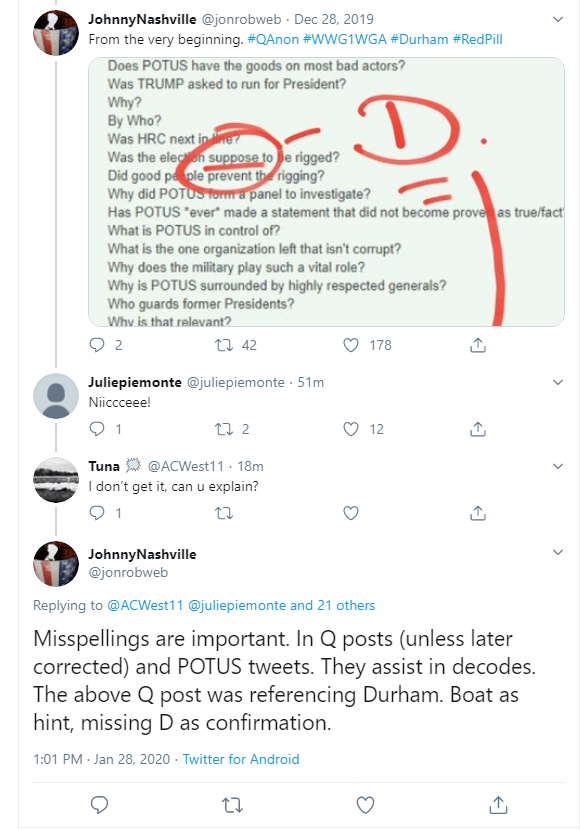 JohnnyNashville @jonrobweb · Dec 28, 2019
From the very beginning. #QAnon #WWG1WGA #Durham #RedPill
Does POTUS have the goods on most bad actors?
Was TRUMP asked to run for President?
Why?
By Who?
Was HRC next in line?
Was the election suppose to be rigged?
Did good people prevent the rigging?
Why did POTUS form a panel to investigate?
Has POTUS *ever* made a statement that did not become proven as true/fact
What is POTUS in control of?
What is the one organization left that isn't corrupt?
Why does the military play such a vital role?
Why is POTUS surrounded by highly respected generals?
Who guards former Presidents?
Why is that relevant?
- D.
2 42 178
Juliepiemonte @juliepiemonte · 51m
Niiccceee!
1 2 12
Tuna @ACWest11 · 18m
I don't get it, can u explain?
1
JohnnyNashville
@jonrobweb
Replying to @ACWest11 @juliepiemonte and 21 others
Misspellings are important. In Q posts (unless later
corrected) and POTUS tweets. They assist in decodes.
The above Q post was referencing Durham. Boat as
hint, missing D as confirmation.
1:01 PM · Jan 28, 2020 · Twitter for Android